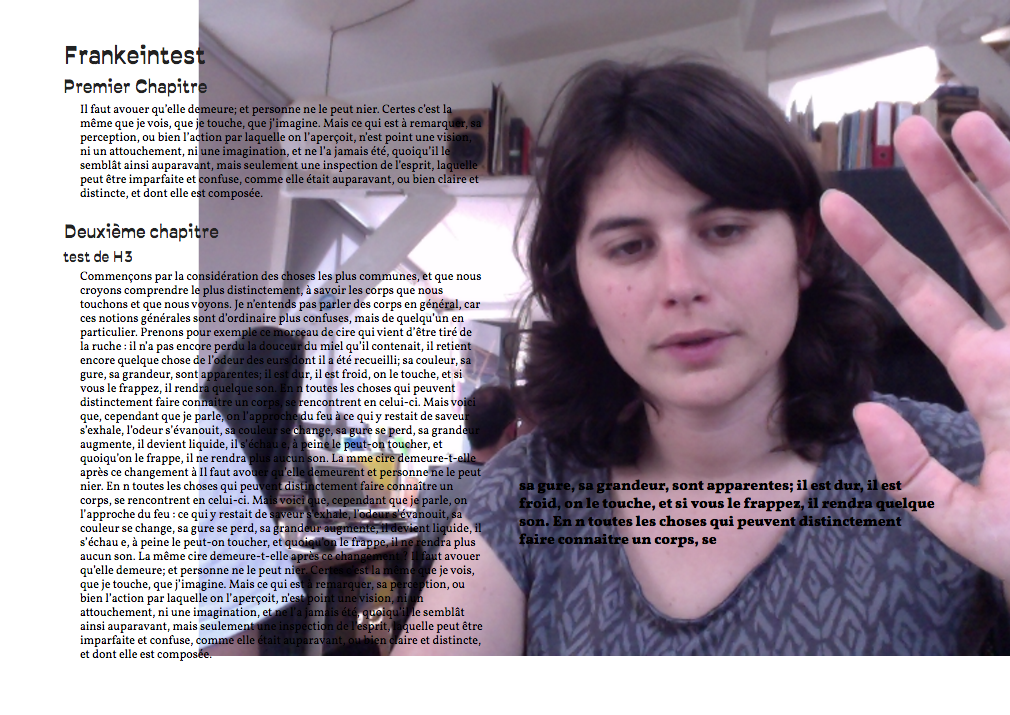 Frankeintest
Premier Chapitre
Il faut avouer qu'elle demeure; et personne ne le peut nier. Certes c'est la
même que je vois, que je touche, que j'imagine. Mais ce qui est à remarquer, sa
perception, ou bien l'action par laquelle on l'aperçoit, n'est point une vision,
ni un attouchement, ni une imagination, et ne l'a jamais été, quoiqu'il le
semblât ainsi auparavant, mais seulement une inspection de l'esprit, laquelle
peut être imparfaite et confuse, comme elle était auparavant, ou bien claire et
distincte, et dont elle est composée.
Deuxième chapitre
test de H3
Commençons par la considération des choses les plus communes, et que nous
croyons comprendre le plus distinctement, à savoir les corps que nous
touchons et que nous voyons. Je n'entends pas parler des corps en général, car
ces notions générales sont d'ordinaire plus confuses, mais de quelqu'un en
particulier. Prenons pour exemple ce morceau de cire qui vient d'être tiré de
la ruche : il n'a pas encore perdu la douceur du miel qu'il contenait, il retient
encore quelque chose de l'odeur des eurs dont il a été recueilli; sa couleur, sa
gure, sa grandeur, sont apparentes; il est dur, il est froid, on le touche, et si
vous le frappez, il rendra quelque son. En n toutes les choses qui peuvent
distinctement faire connaître un corps, se rencontrent en celui-ci. Mais voici
que, cependant que je parle, on l'approche du feu à ce qui y restait de saveur
s'exhale, l'odeur s'évanouit, sa couleur se change, sa gure se perd, sa grandeur
augmente, il devient liquide, il s'échau e, à peine le peut-on toucher, et
quoiqu'on le frappe, il ne rendra plus aucun son. La mme cire demeure-t-elle
après ce changement à Il faut avouer qu'elle demeurent et personne ne le peut
nier. En n toutes les choses qui peuvent distinctement faire connaître un
corps, se rencontrent en celui-ci. Mais voici que, cependant que je parle, on
l'approche du feu : ce qui y restait de saveur s'exhale, l'odeur s'évanouit, sa
couleur se change, sa gure se perd, sa grandeur augmente, il devient liquide, il
s'échau e, à peine le peut-on toucher, et quoiqu'on le frappe, il ne rendra plus
aucun son. La même cire demeure-t-elle après ce changement ? Il faut avouer
qu'elle demeure; et personne ne le peut nier. Certes c'est la même que je vois,
que je touche, que j'imagine. Mais ce qui est à remarquer, sa perception, ou
bien l'action par laquelle on l'aperçoit, n'est point une vision, ni un
attouchement, ni une imagination, et ne l'a jamais été, quoiqu'il le semblât
ainsi auparavant, mais seulement une inspection de l'esprit, laquelle peut être
imparfaite et confuse, comme elle était auparavant, ou bien claire et distincte,
et dont elle est composée.
sa gure, sa grandeur, sont apparentes; il est dur, il est
froid, on le touche, et si vous le frappez, il rendra quelque
son. En n toutes les choses qui peuvent distinctement
faire connaître un corps, se